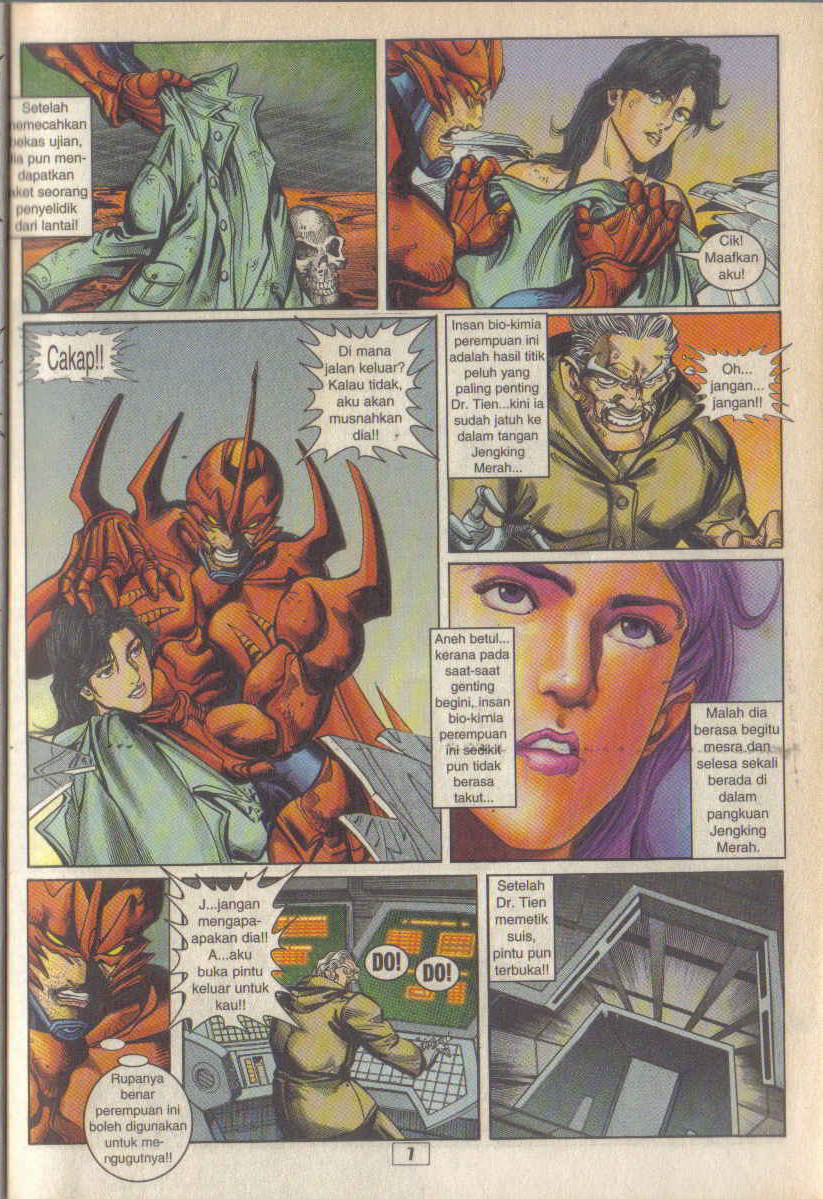 Setelah
memecahkan
bekas ujian,
dia pun men-
dapatkan
jaket seorang
penyelidik
dari lantai!
Cik!
Maafkan
aku!
Cakap!!
Di mana
jalan keluar?
Kalau tidak,
aku akan
musnahkan
dia!!
Insan bio-kimia
perempuan ini
adalah hasil titik
peluh yang
paling penting
Dr. Tien...kini ia
sudah jatuh ke
dalam tangan
Jengking
Merah...
Oh...
jangan...
jangan!!
Aneh betul...
kerana pada
saat-saat
genting
begini, insan
bio-kimia
perempuan
ini sedikit
pun tidak
berasa
takut...
Malah dia
berasa begitu
mesra dan
selesa sekali
berada di
dalam
pangkuan
Jengking
Merah.
Rupanya
benar
perempuan ini
boleh digunakan
untuk me-
ngugutnya!!
J...jangan
mengapa-
apakan dia!!
A...aku
buka pintu
keluar untuk
kau!!
DO!
DO!
Setelah
Dr. Tien
memetik
suis,
pintu pun
terbuka!!
7